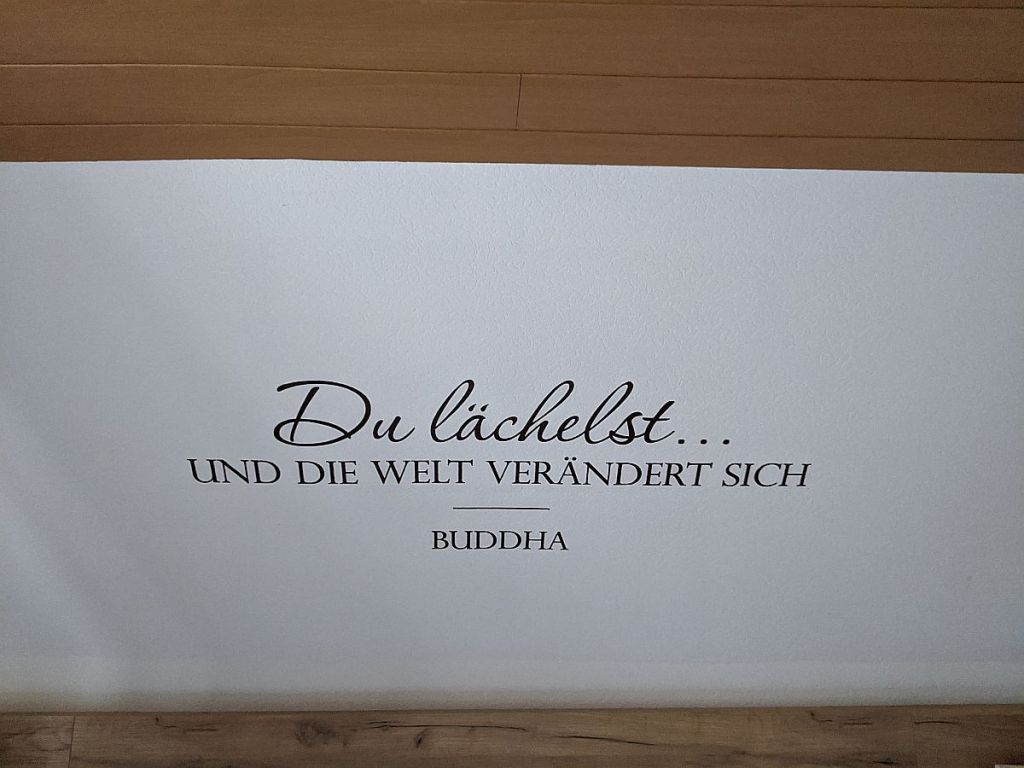 Du lächelst...
UND DIE WELT VERÄNDERT SICH
BUDDHA